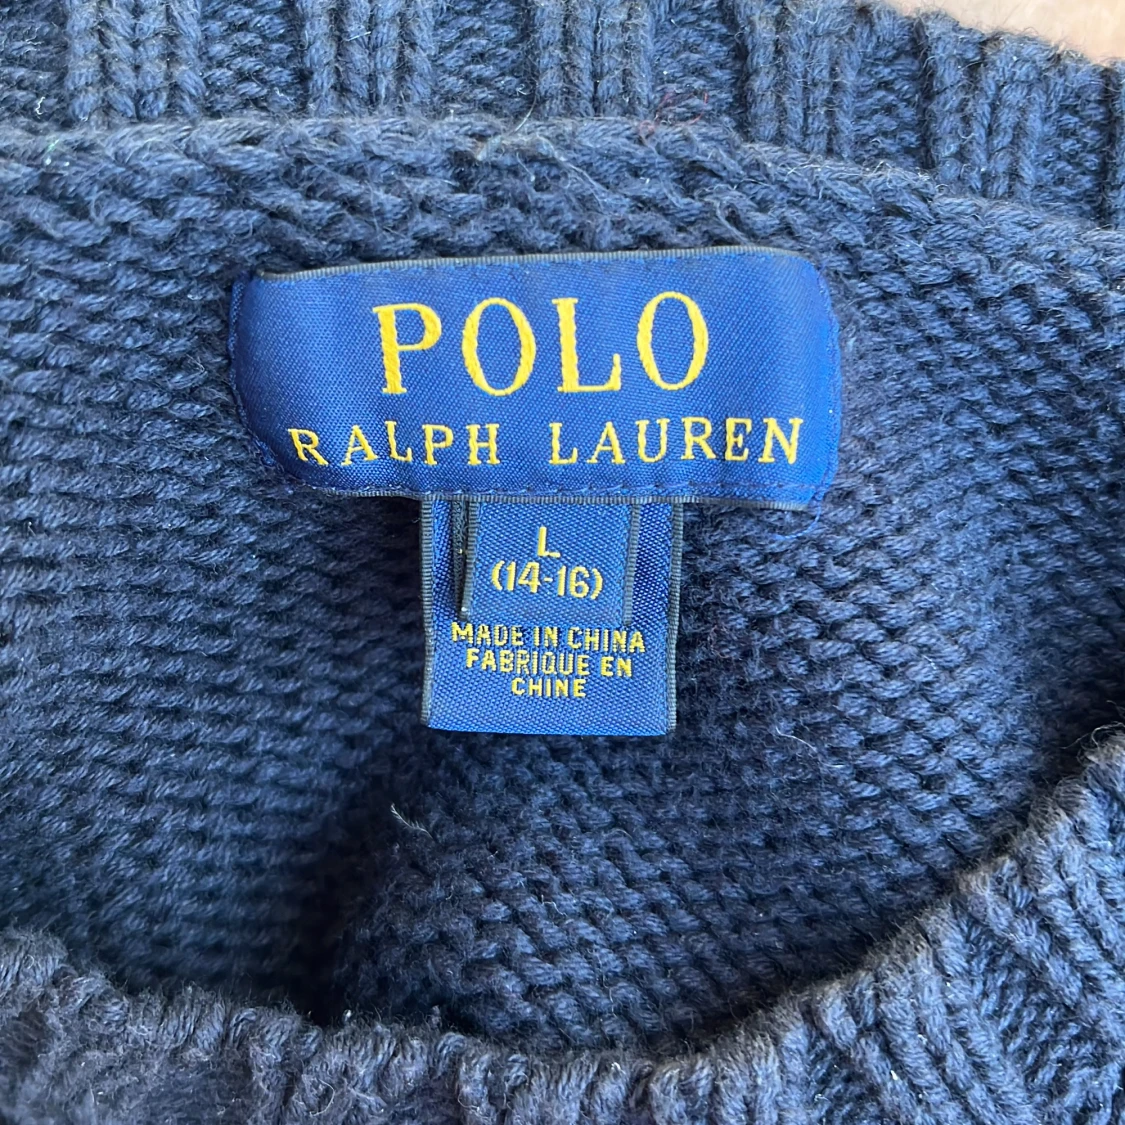 POLO
RALPH LAUREN
L
(14-16)
MADE IN CHINA
FABRIQUE EN
CHINE